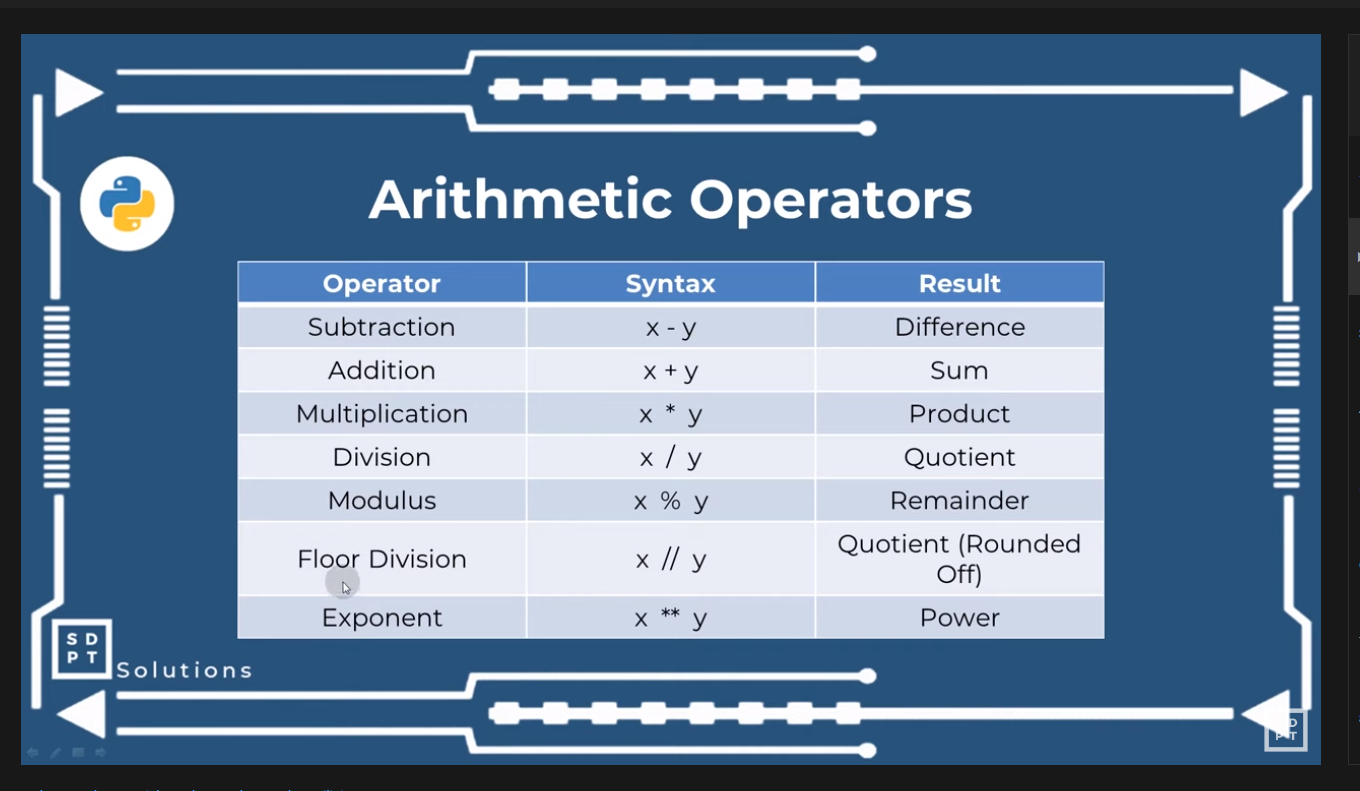 Arithmetic Operators
Operator Syntax Result
Subtraction x - y Difference
Addition x + y Sum
Multiplication x * y Product
Division x / y Quotient
Modulus x % y Remainder
Floor Division x // y Quotient (Rounded
Off)
Exponent x ** y Power
S D
P T
Solutions
S D
P T